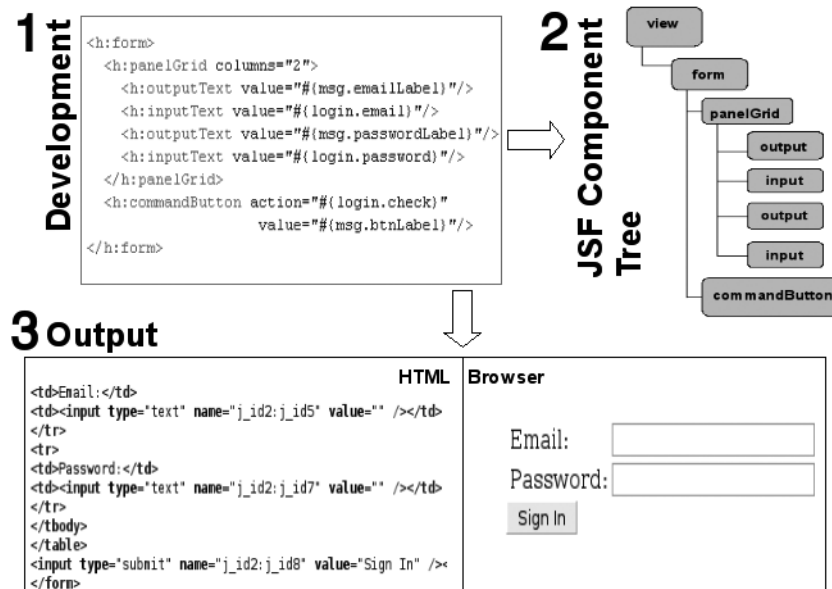 1
Development
<h:form>
<h:panelGrid columns="2">
<h:outputText value="#{msg.emailLabel}"/>
<h:inputText value="#{login.email}"/>
<h:outputText value="#{msg.passwordLabel}"/>
<h:inputText value="#{login.password}"/>
</h:panelGrid>
<h:commandButton action="#{login.check}"
value="#{msg.btnLabel}"/>
</h:form>
2
JSF Component
Tree
view
form
panelGrid
output
input
output
input
commandButton
3 Output
HTML
<td>Email:</td>
<td><input type="text" name="j_id2:j_id5" value="" /></td>
</tr>
<tr>
<td>Password:</td>
<td><input type="text" name="j_id2:j_id7" value="" /></td>
</tr>
</tbody>
</table>
<input type="submit" name="j_id2:j_id8" value="Sign In" /><
</form>
Browser
Email:
Password:
Sign In